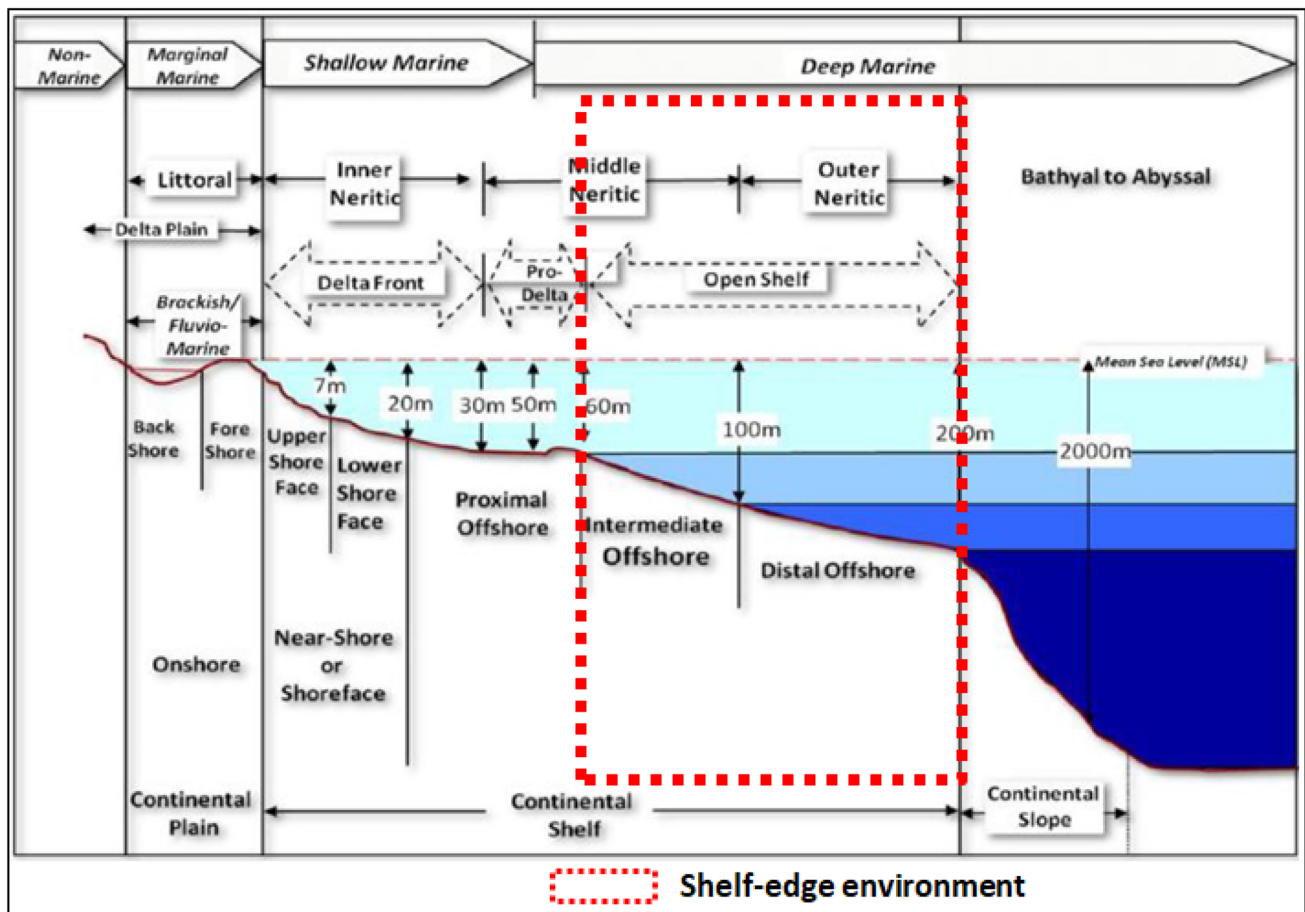 Non-
Marine
Marginal
Marine
Shallow Marine
Deep Marine
Littoral
Inner
Neritic
Middle
Neritic
Outer
Neritic
Bathyal to Abyssal
Delta Plain
Delta Front
Pro-
Delta
Open Shelf
Brackish/
Fluvio-
Marine
Mean Sea Level (MSL)
7m
20m
30m
50m
60m
100m
200m
2000m
Back
Shore
Fore
Shore
Upper
Shore
Face
Lower
Shore
Face
Proximal
Offshore
Intermediate
Offshore
Distal Offshore
Onshore
Near-Shore
or
Shoreface
Continental
Plain
Continental
Shelf
Continental
Slope
Shelf-edge environment